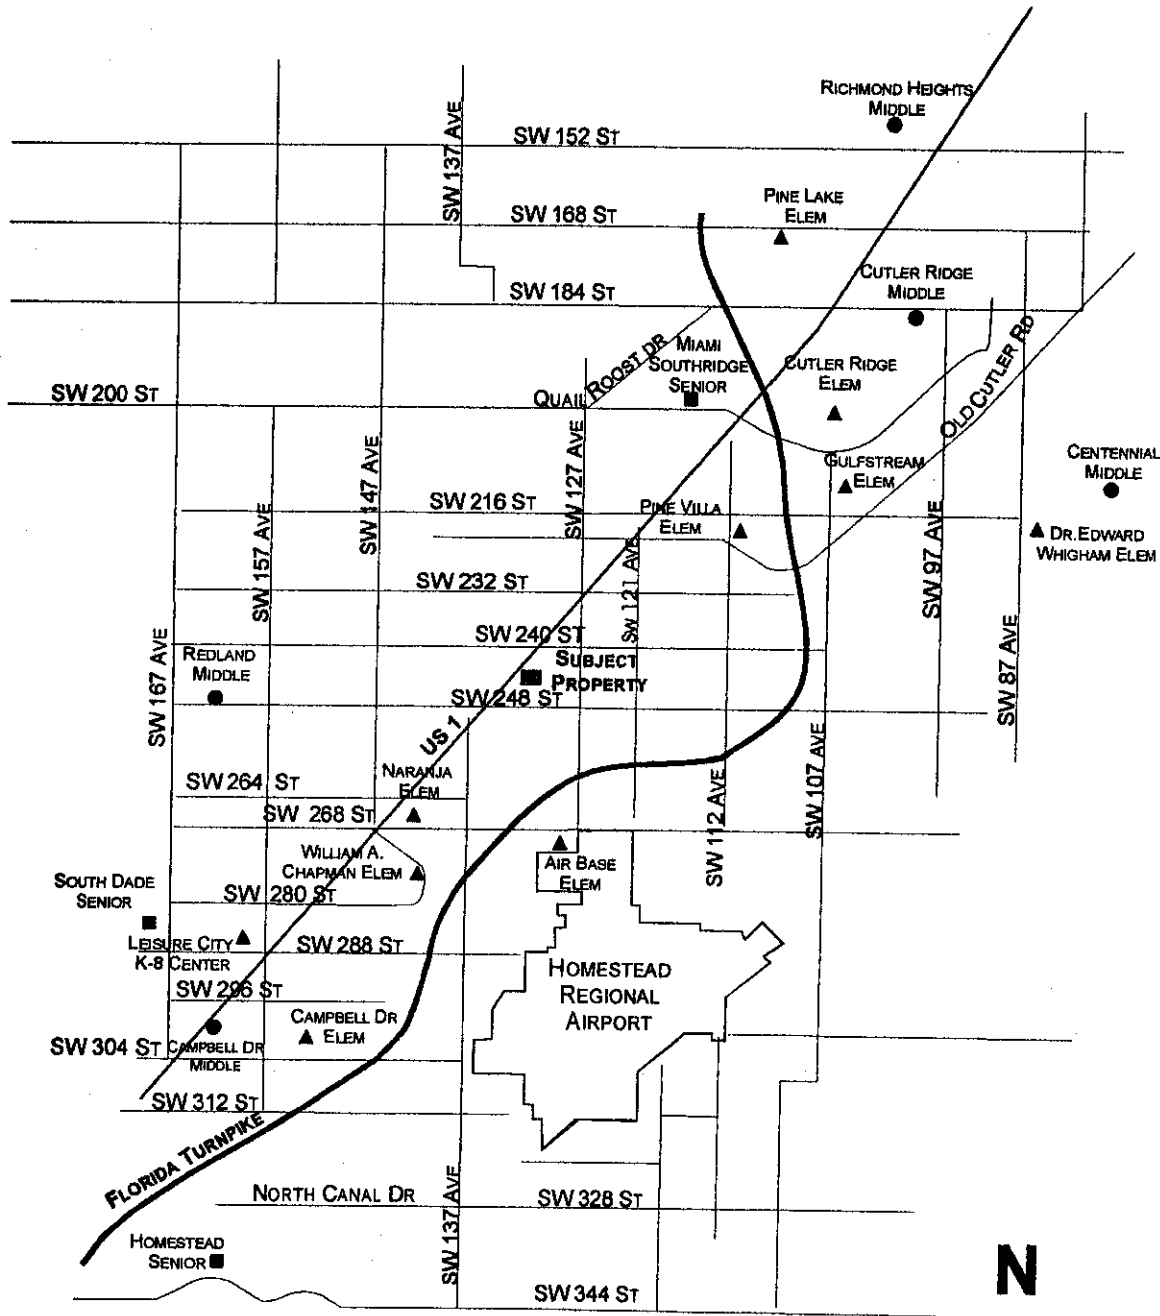 RICHMOND HEIGHTS
MIDDLE
SW 137 AVE
SW 152 ST
PINE LAKE
ELEM
SW 168 ST
CUTLER RIDGE
MIDDLE
SW 184 ST
OLD CUTLER RD
QUAIL ROOST DR
MIAMI
SOUTHRIDGE
SENIOR
CUTLER RIDGE
ELEM
SW 200 ST
SW 147 AVE
SW 127 AVE
GULFSTREAM
ELEM
CENTENNIAL
MIDDLE
SW 216 ST
PINE VILLA
ELEM
DR. EDWARD
WHIGHAM ELEM
SW 157 AVE
SW 121 AVE
SW 97 AVE
SW 232 ST
SW 240 ST
SW 167 AVE
REDLAND
MIDDLE
SUBJECT
PROPERTY
SW 87 AVE
SW 248 ST
US 1
NARANJA
ELEM
SW 264 ST
SW 107 AVE
SW 268 ST
SW 112 AVE
WILLIAM A.
CHAPMAN ELEM
AIR BASE
ELEM
SOUTH DADE
SENIOR
SW 280 ST
LEISURE CITY
K-8 CENTER
SW 288 ST
HOMESTEAD
REGIONAL
AIRPORT
SW 296 ST
CAMPBELL DR
ELEM
SW 304 ST
CAMPBELL DR
MIDDLE
SW 312 ST
FLORIDA TURNPIKE
NORTH CANAL DR
SW 137 AVE
SW 328 ST
HOMESTEAD
SENIOR
SW 344 ST
N